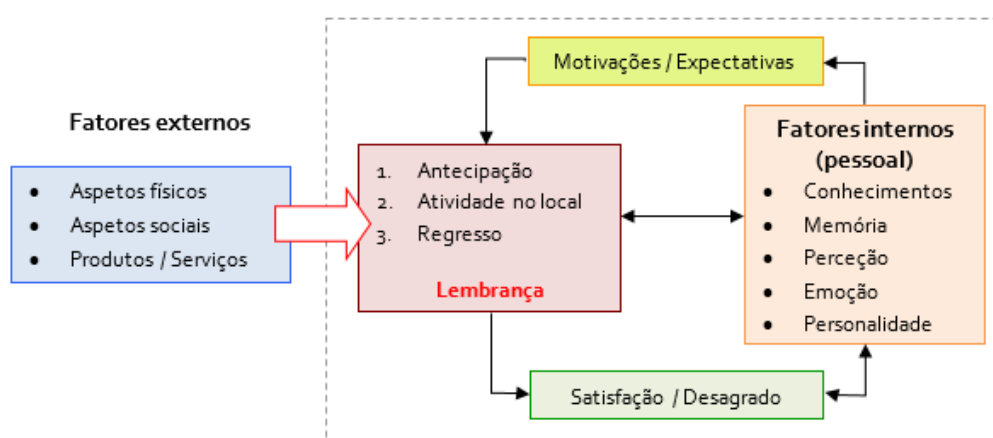 Motivações / Expectativas
Fatores externos
• Aspetos físicos
• Aspetos sociais
• Produtos / Serviços
1. Antecipação
2. Atividade no local
3. Regresso
Lembrança
Fatores internos
(pessoal)
• Conhecimentos
• Memória
• Perceção
• Emoção
• Personalidade
Satisfação / Desagrado